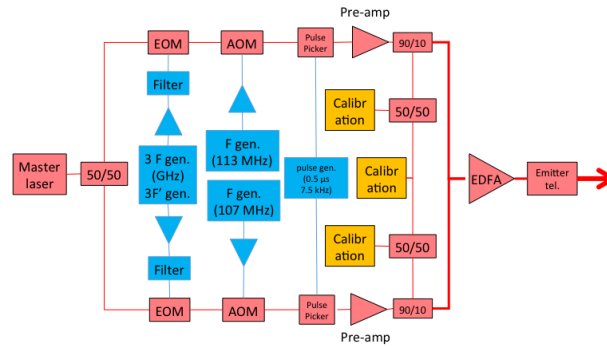 Pre-amp
EOM
AOM
Pulse
Picker
90/10
Filter
Calibr
ation
50/50
F gen.
(113 MHz)
3 F gen.
(GHz)
3F' gen.
pulse gen.
(0.5 µs
7.5 kHz)
Master
laser
50/50
Calibr
ation
EDFA
Emitter
tel.
F gen.
(107 MHz)
Calibr
ation
50/50
Filter
EOM
AOM
Pulse
Picker
90/10
Pre-amp